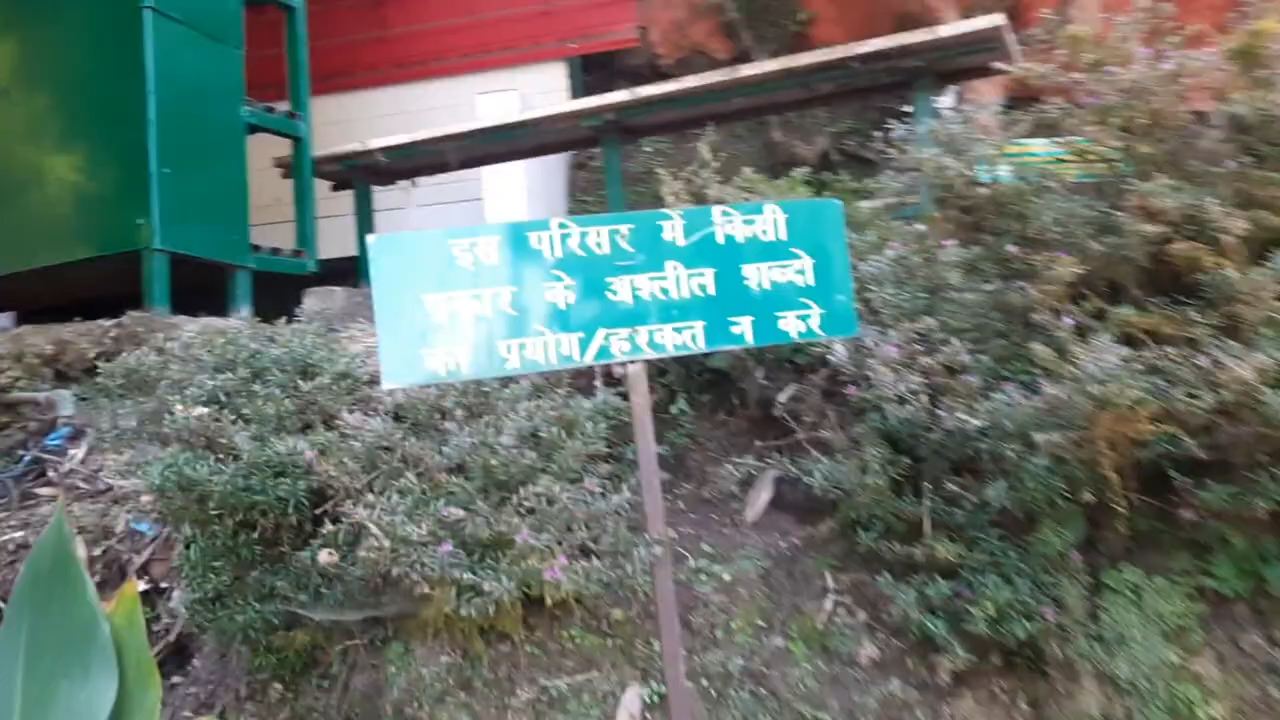 इस परिसर में किसी
प्रकार के अश्लील शब्दो
का प्रयोग/हरकत न करे